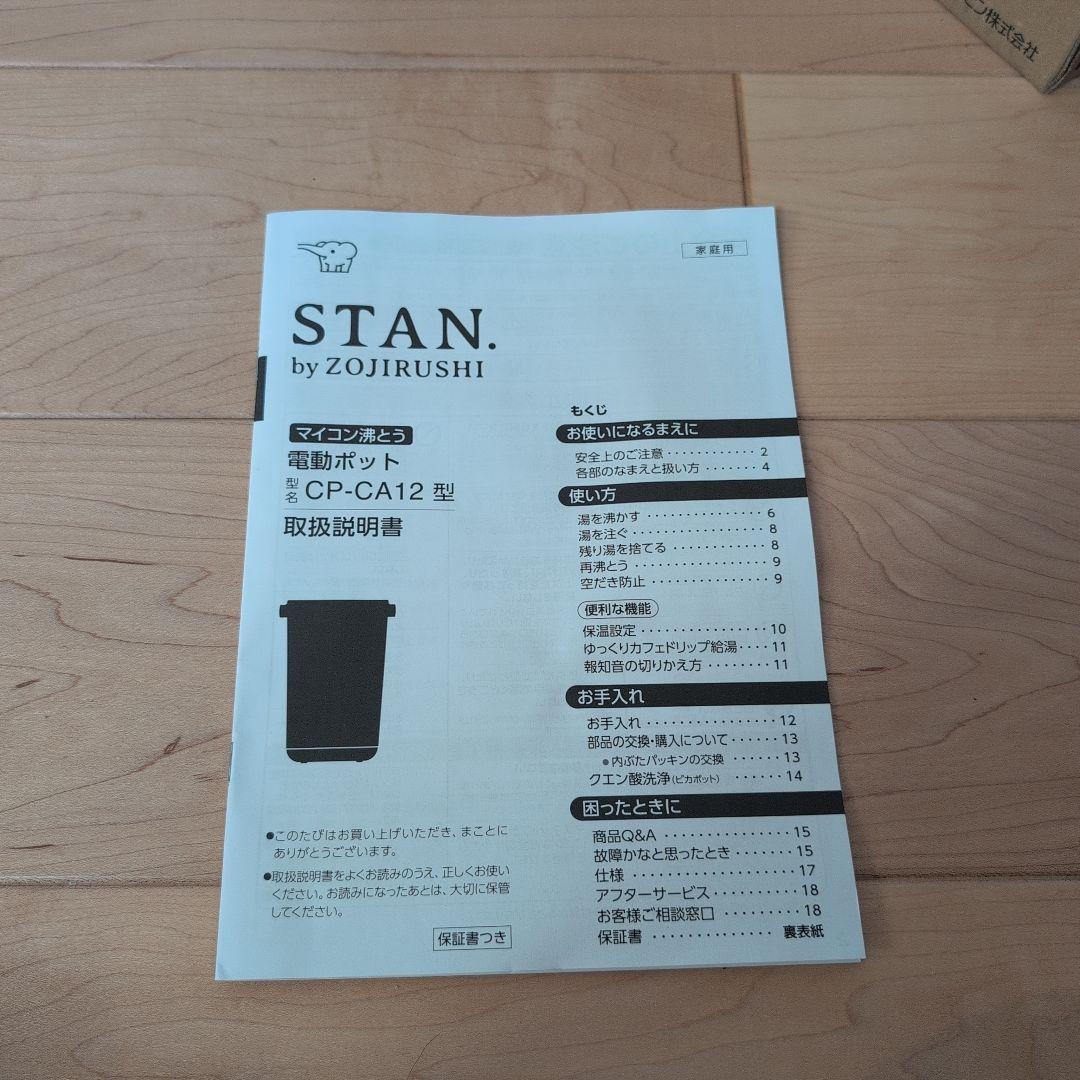 ン株式会社
家庭用
STAN.
by ZOJIRUSHI
マイコン沸とう
電動ポット
型名 CP-CA12 型
取扱説明書
●このたびはお買い上げいただき、まことに
ありがとうございます。
●取扱説明書をよくお読みのうえ、正しくお使い
ください。お読みになったあとは、大切に保管
してください。
保証書つき
もくじ
お使いになるまえに
安全上のご注意 ············ 2
各部のなまえと扱い方 ······· 4
使い方
湯を沸かす ················ 6
湯を注ぐ ·················· 8
残り湯を捨てる ············ 8
再沸とう ·················· 9
空だき防止 ················ 9
便利な機能
保温設定 ················ 10
ゆっくりカフェドリップ給湯 ···· 11
報知音の切りかえ方 ········ 11
お手入れ
お手入れ ················ 12
部品の交換・購入について ······ 13
●内ぶたパッキンの交換 ······ 13
クエン酸洗浄(ピカポット) ······ 14
困ったときに
商品Q&A ················ 15
故障かなと思ったとき ······· 15
仕様 ···················· 17
アフターサービス ·········· 18
お客様ご相談窓口 ········· 18
保証書 ··············· 裏表紙